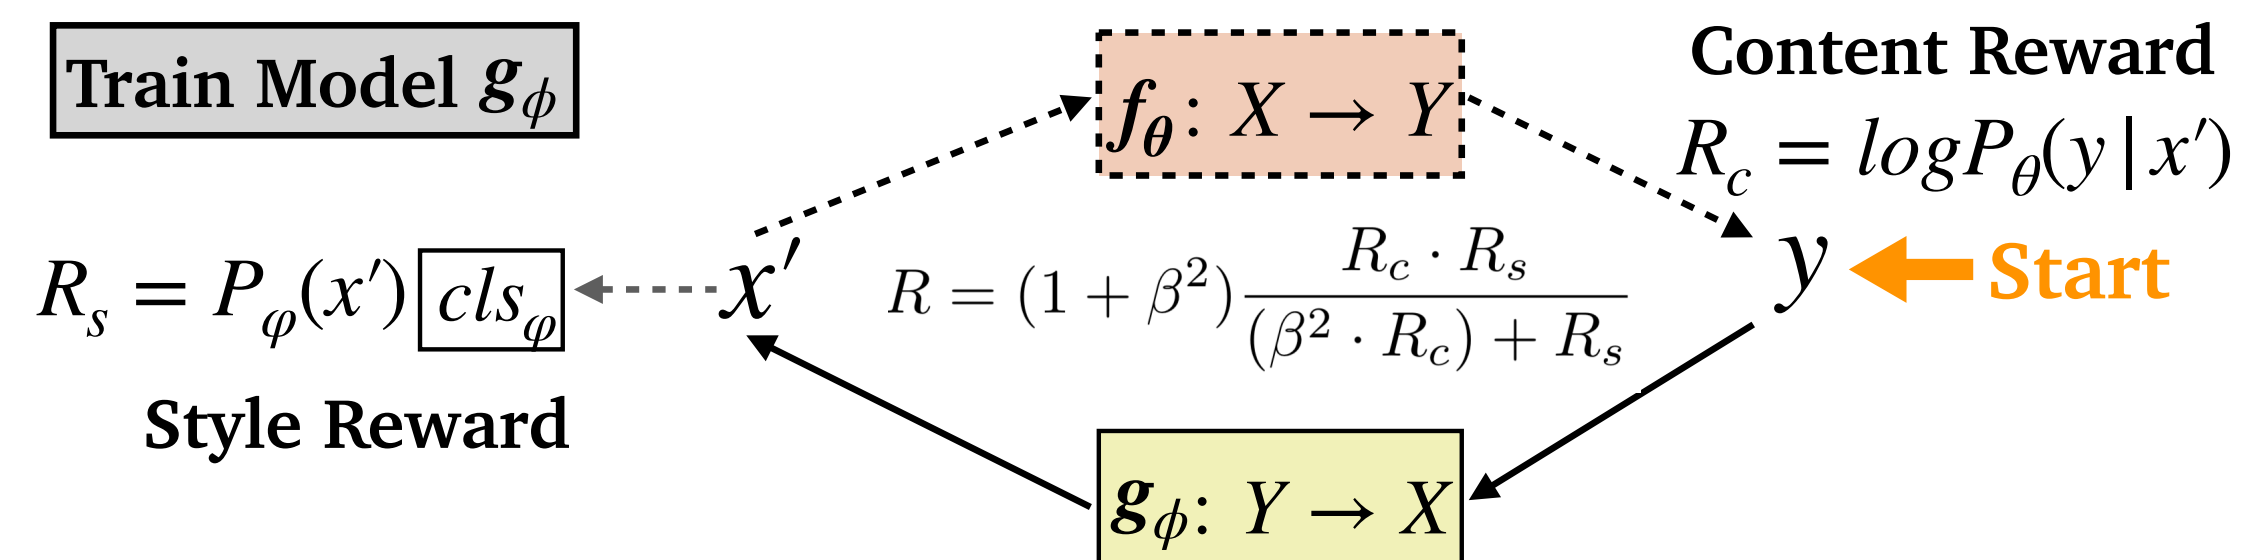 Train Model g_ϕ
f_θ: X → Y
Content Reward
R_c = logP_θ(y|x′)
R_s = P_φ(x′) cls_φ
x′
R = (1 + β²) R_c · R_s / (β² · R_c) + R_s
y
Start
Style Reward
g_ϕ: Y → X